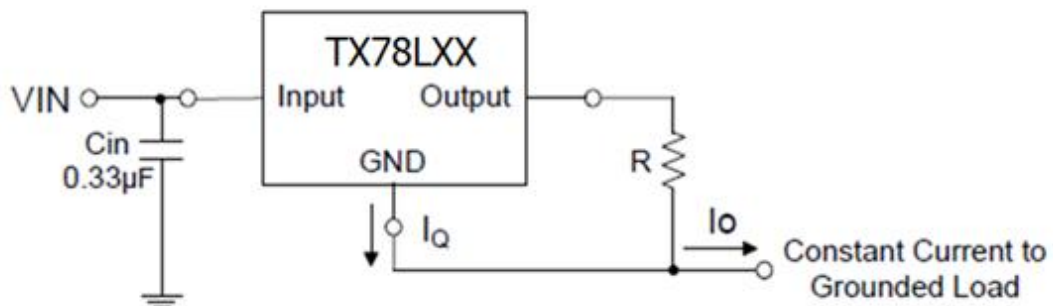 TX78LXX
VIN
Input
Output
Cin
0.33µF
GND
R
IQ
Io
Constant Current to
Grounded Load